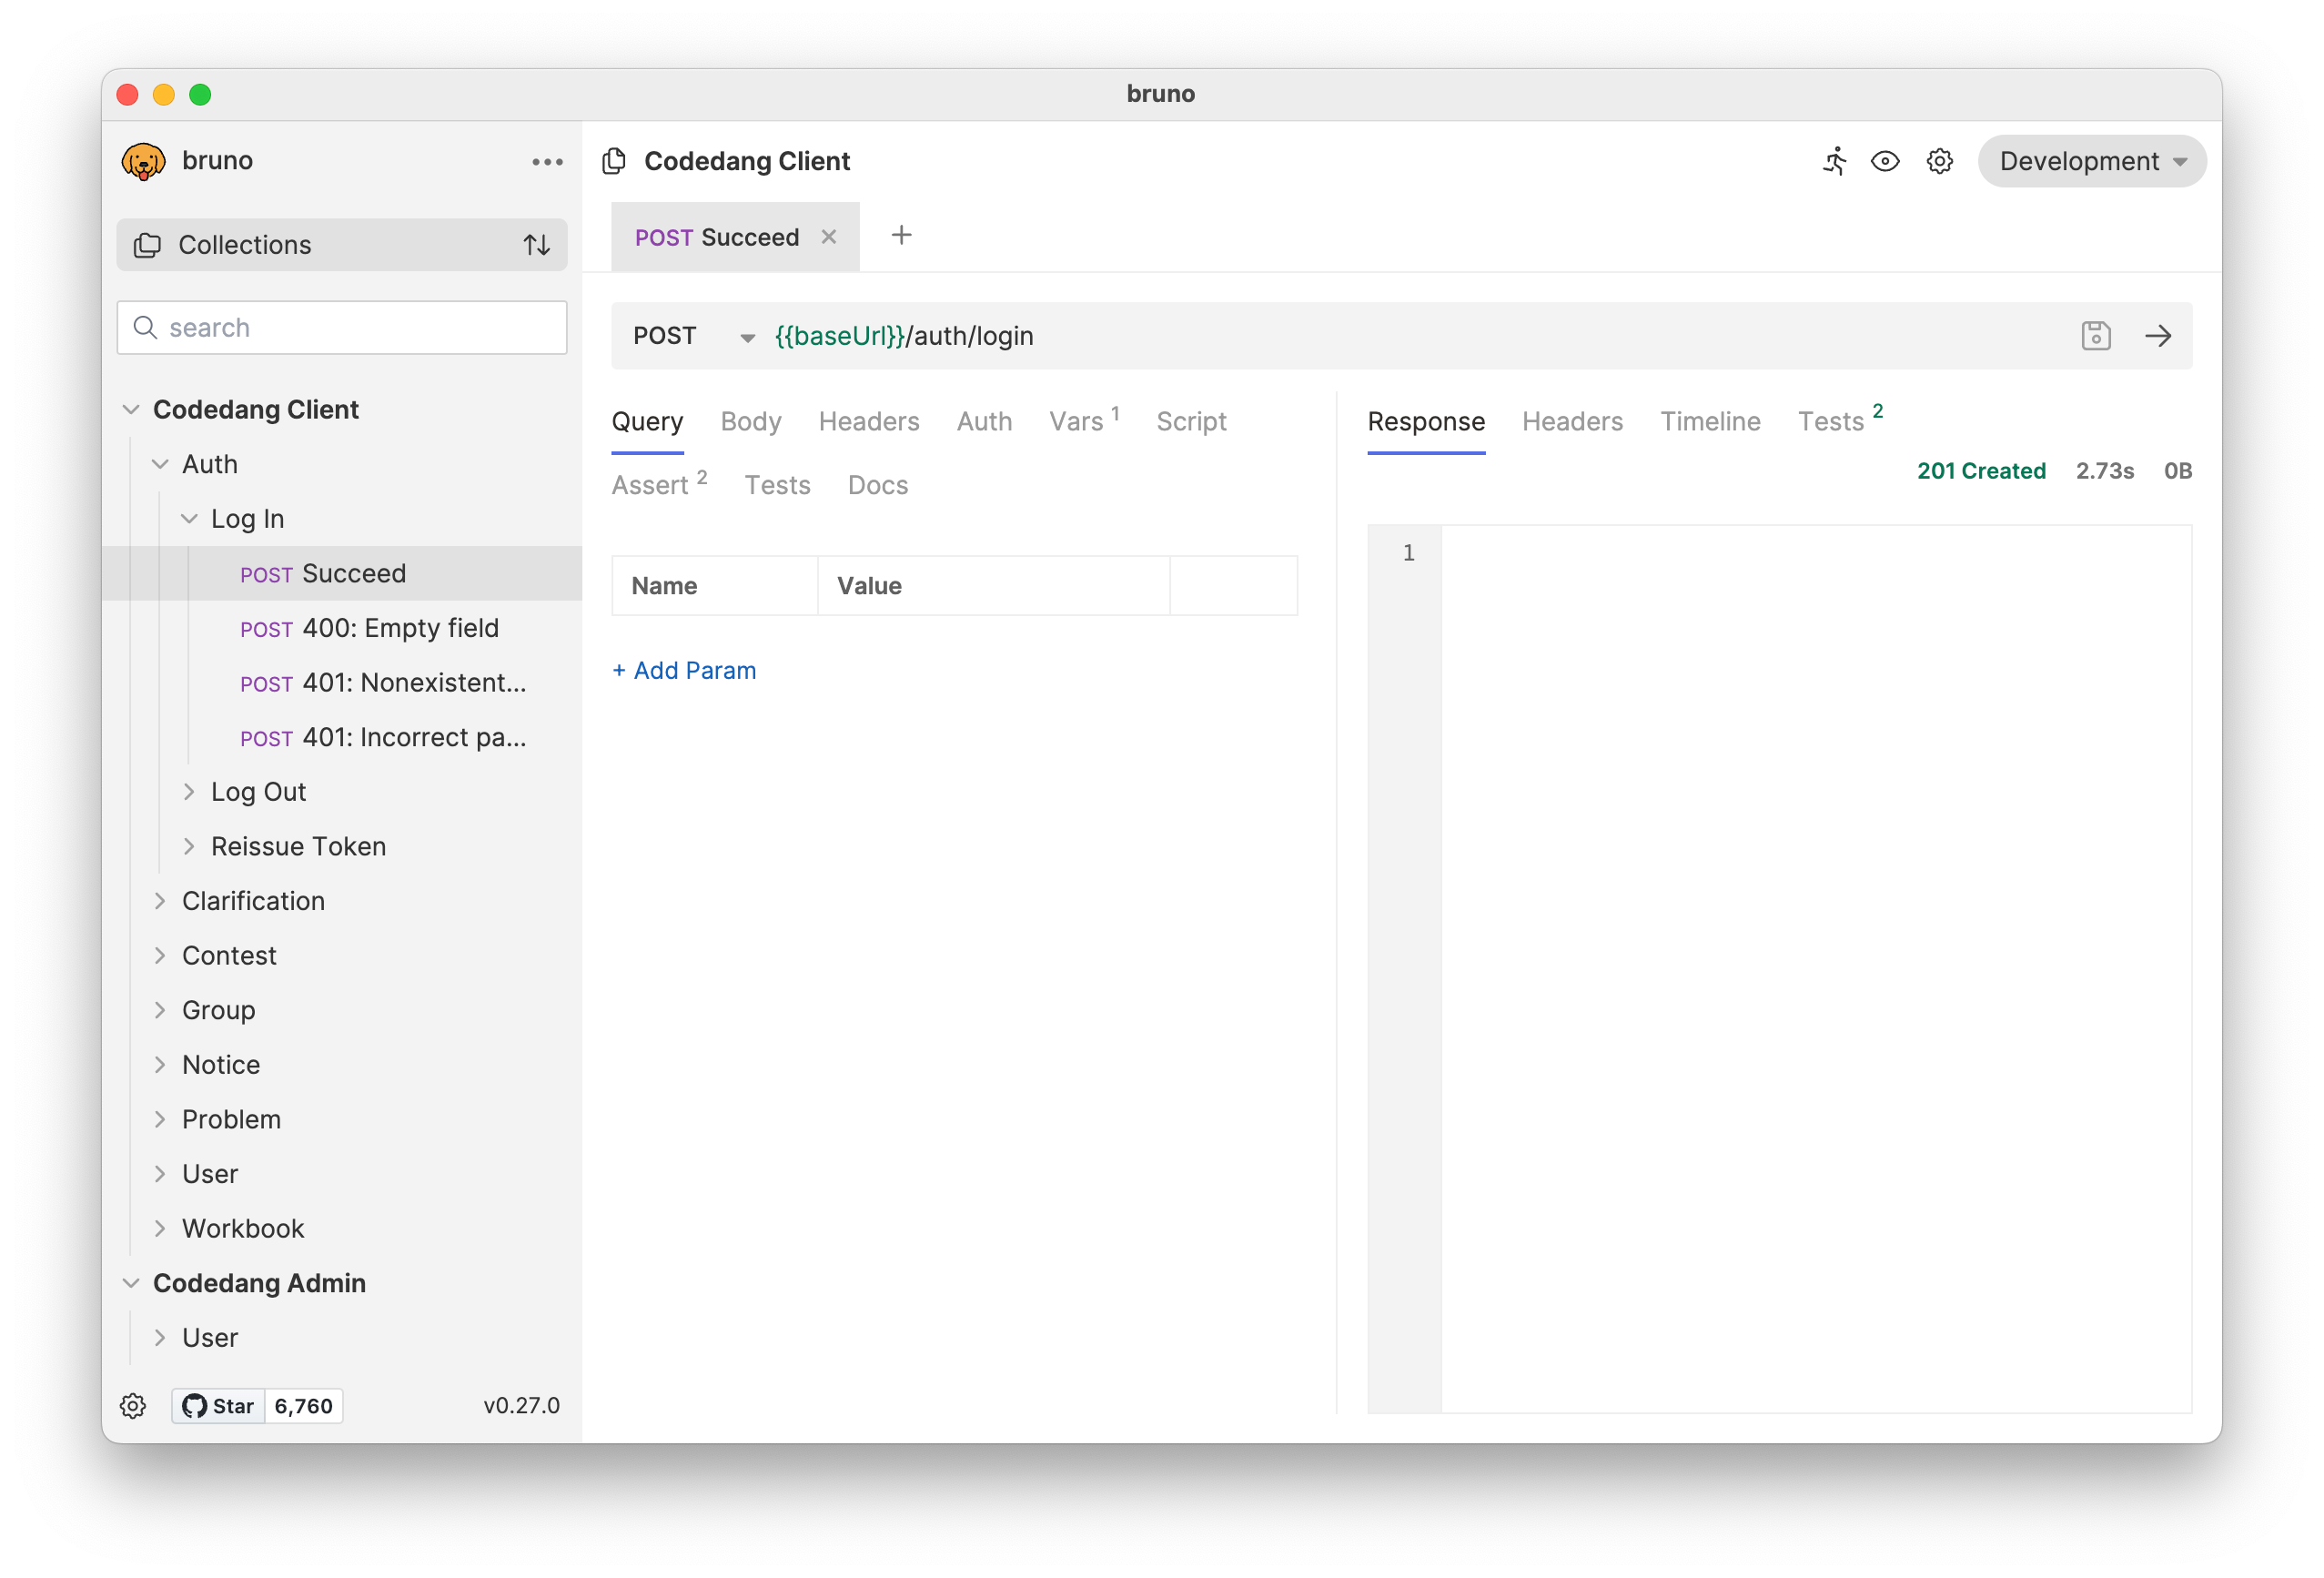 bruno
bruno
Collections
search
Codedang Client
Auth
Log In
POST Succeed
POST 400: Empty field
POST 401: Nonexistent...
POST 401: Incorrect pa...
Log Out
Reissue Token
Clarification
Contest
Group
Notice
Problem
User
Workbook
Codedang Admin
User
Star 6,760 v0.27.0
Codedang Client Development
POST Succeed
POST {{baseUrl}}/auth/login
Query Body Headers Auth Vars 1 Script
Assert 2 Tests Docs
Name Value
+ Add Param
Response Headers Timeline Tests 2
201 Created 2.73s 0B
1